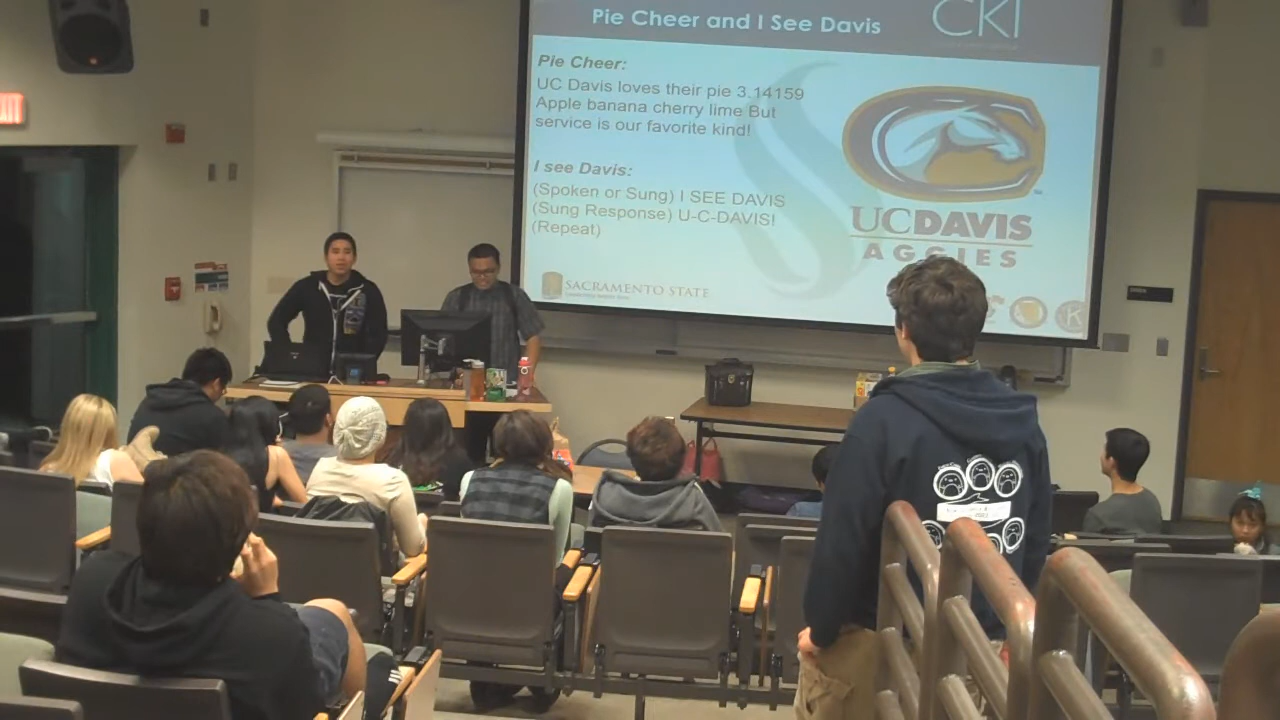 Pie Cheer and I See Davis
CKI
Pie Cheer:
UC Davis loves their pie 3.14159
Apple banana cherry lime But
service is our favorite kind!
I see Davis:
(Spoken or Sung) I SEE DAVIS
(Sung Response) U-C-DAVIS!
(Repeat)
UCDAVIS
AGGIES
SACRAMENTO STATE